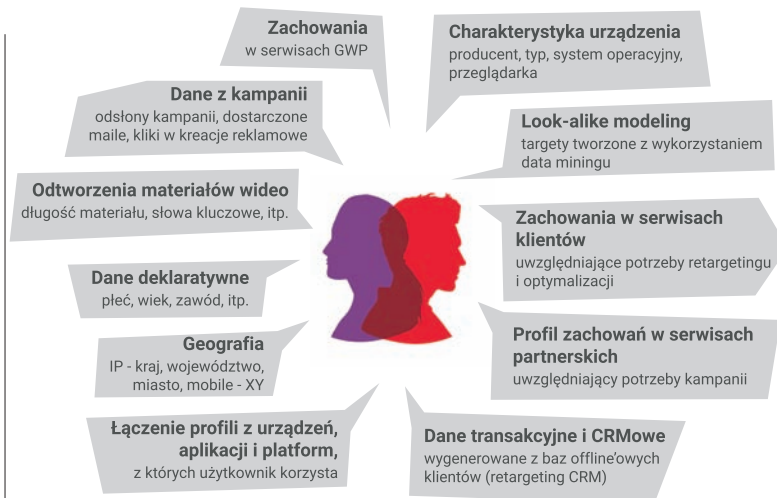 Zachowania
w serwisach GWP
Charakterystyka urządzenia
producent, typ, system operacyjny,
przeglądarka
Dane z kampanii
odsłony kampanii, dostarczone
maile, kliki w kreacje reklamowe
Look-alike modeling
targety tworzone z wykorzystaniem
data miningu
Odtworzenia materiałów wideo
długość materiału, słowa kluczowe, itp.
Zachowania w serwisach
klientów
uwzględniające potrzeby retargetingu
i optymalizacji
Dane deklaratywne
płeć, wiek, zawód, itp.
Geografia
IP - kraj, województwo,
miasto, mobile - XY
Profil zachowań w serwisach
partnerskich
uwzględniający potrzeby kampanii
Łączenie profili z urządzeń,
aplikacji i platform,
z których użytkownik korzysta
Dane transakcyjne i CRMowe
wygenerowane z baz offline'owych
klientów (retargeting CRM)